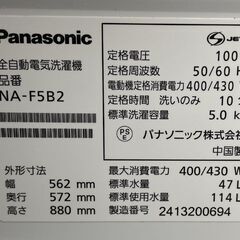 Panasonic
JET
全自動電気洗濯機
品番
NA-F5B2
定格電圧 100
定格周波数 50/60 H
電動機定格消費電力 400/430
定格時間 洗いのみ 10
標準洗濯容量 5.0 k
PS
E
パナソニック株式会
中国製
外形寸法
幅 562 mm
奥行 572 mm
高さ 880 mm
最大消費電力 400/430 W
標準水量 47 L
標準使用水量 114 L
製造番号 2413200694